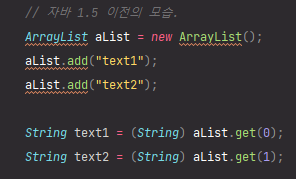 // 자바 1.5 이전의 모습.
ArrayList aList = new ArrayList();
aList.add("text1");
aList.add("text2");
String text1 = (String) aList.get(0);
String text2 = (String) aList.get(1);